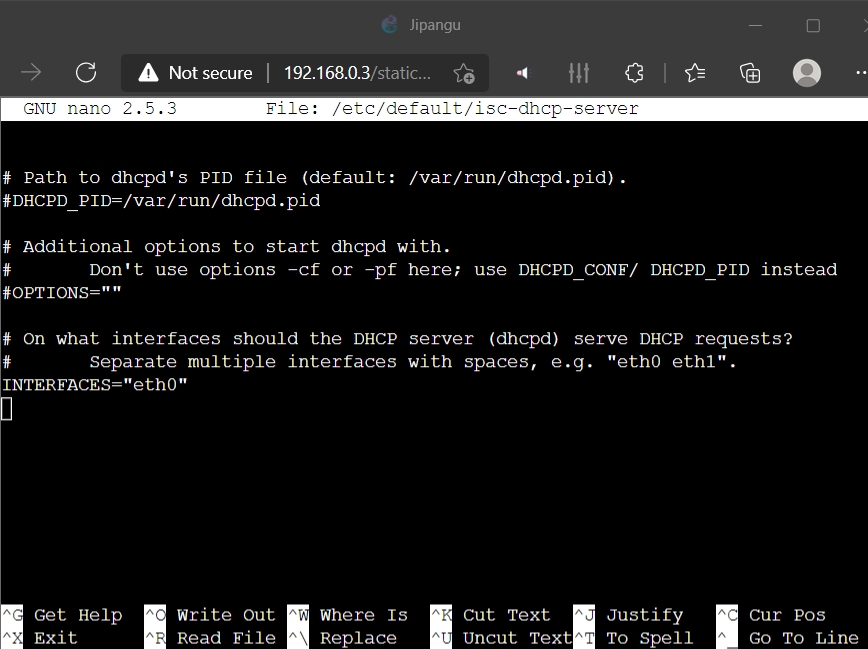 Jipangu
Not secure | 192.168.0.3/static...
GNU nano 2.5.3 File: /etc/default/isc-dhcp-server
# Path to dhcpd's PID file (default: /var/run/dhcpd.pid).
#DHCPD_PID=/var/run/dhcpd.pid
# Additional options to start dhcpd with.
# Don't use options -cf or -pf here; use DHCPD_CONF/ DHCPD_PID instead
#OPTIONS=""
# On what interfaces should the DHCP server (dhcpd) serve DHCP requests?
# Separate multiple interfaces with spaces, e.g. "eth0 eth1".
INTERFACES="eth0"
^G Get Help ^O Write Out ^W Where Is ^K Cut Text ^J Justify ^C Cur Pos
^X Exit ^R Read File ^\ Replace ^U Uncut Text ^T To Spell ^_ Go To Line